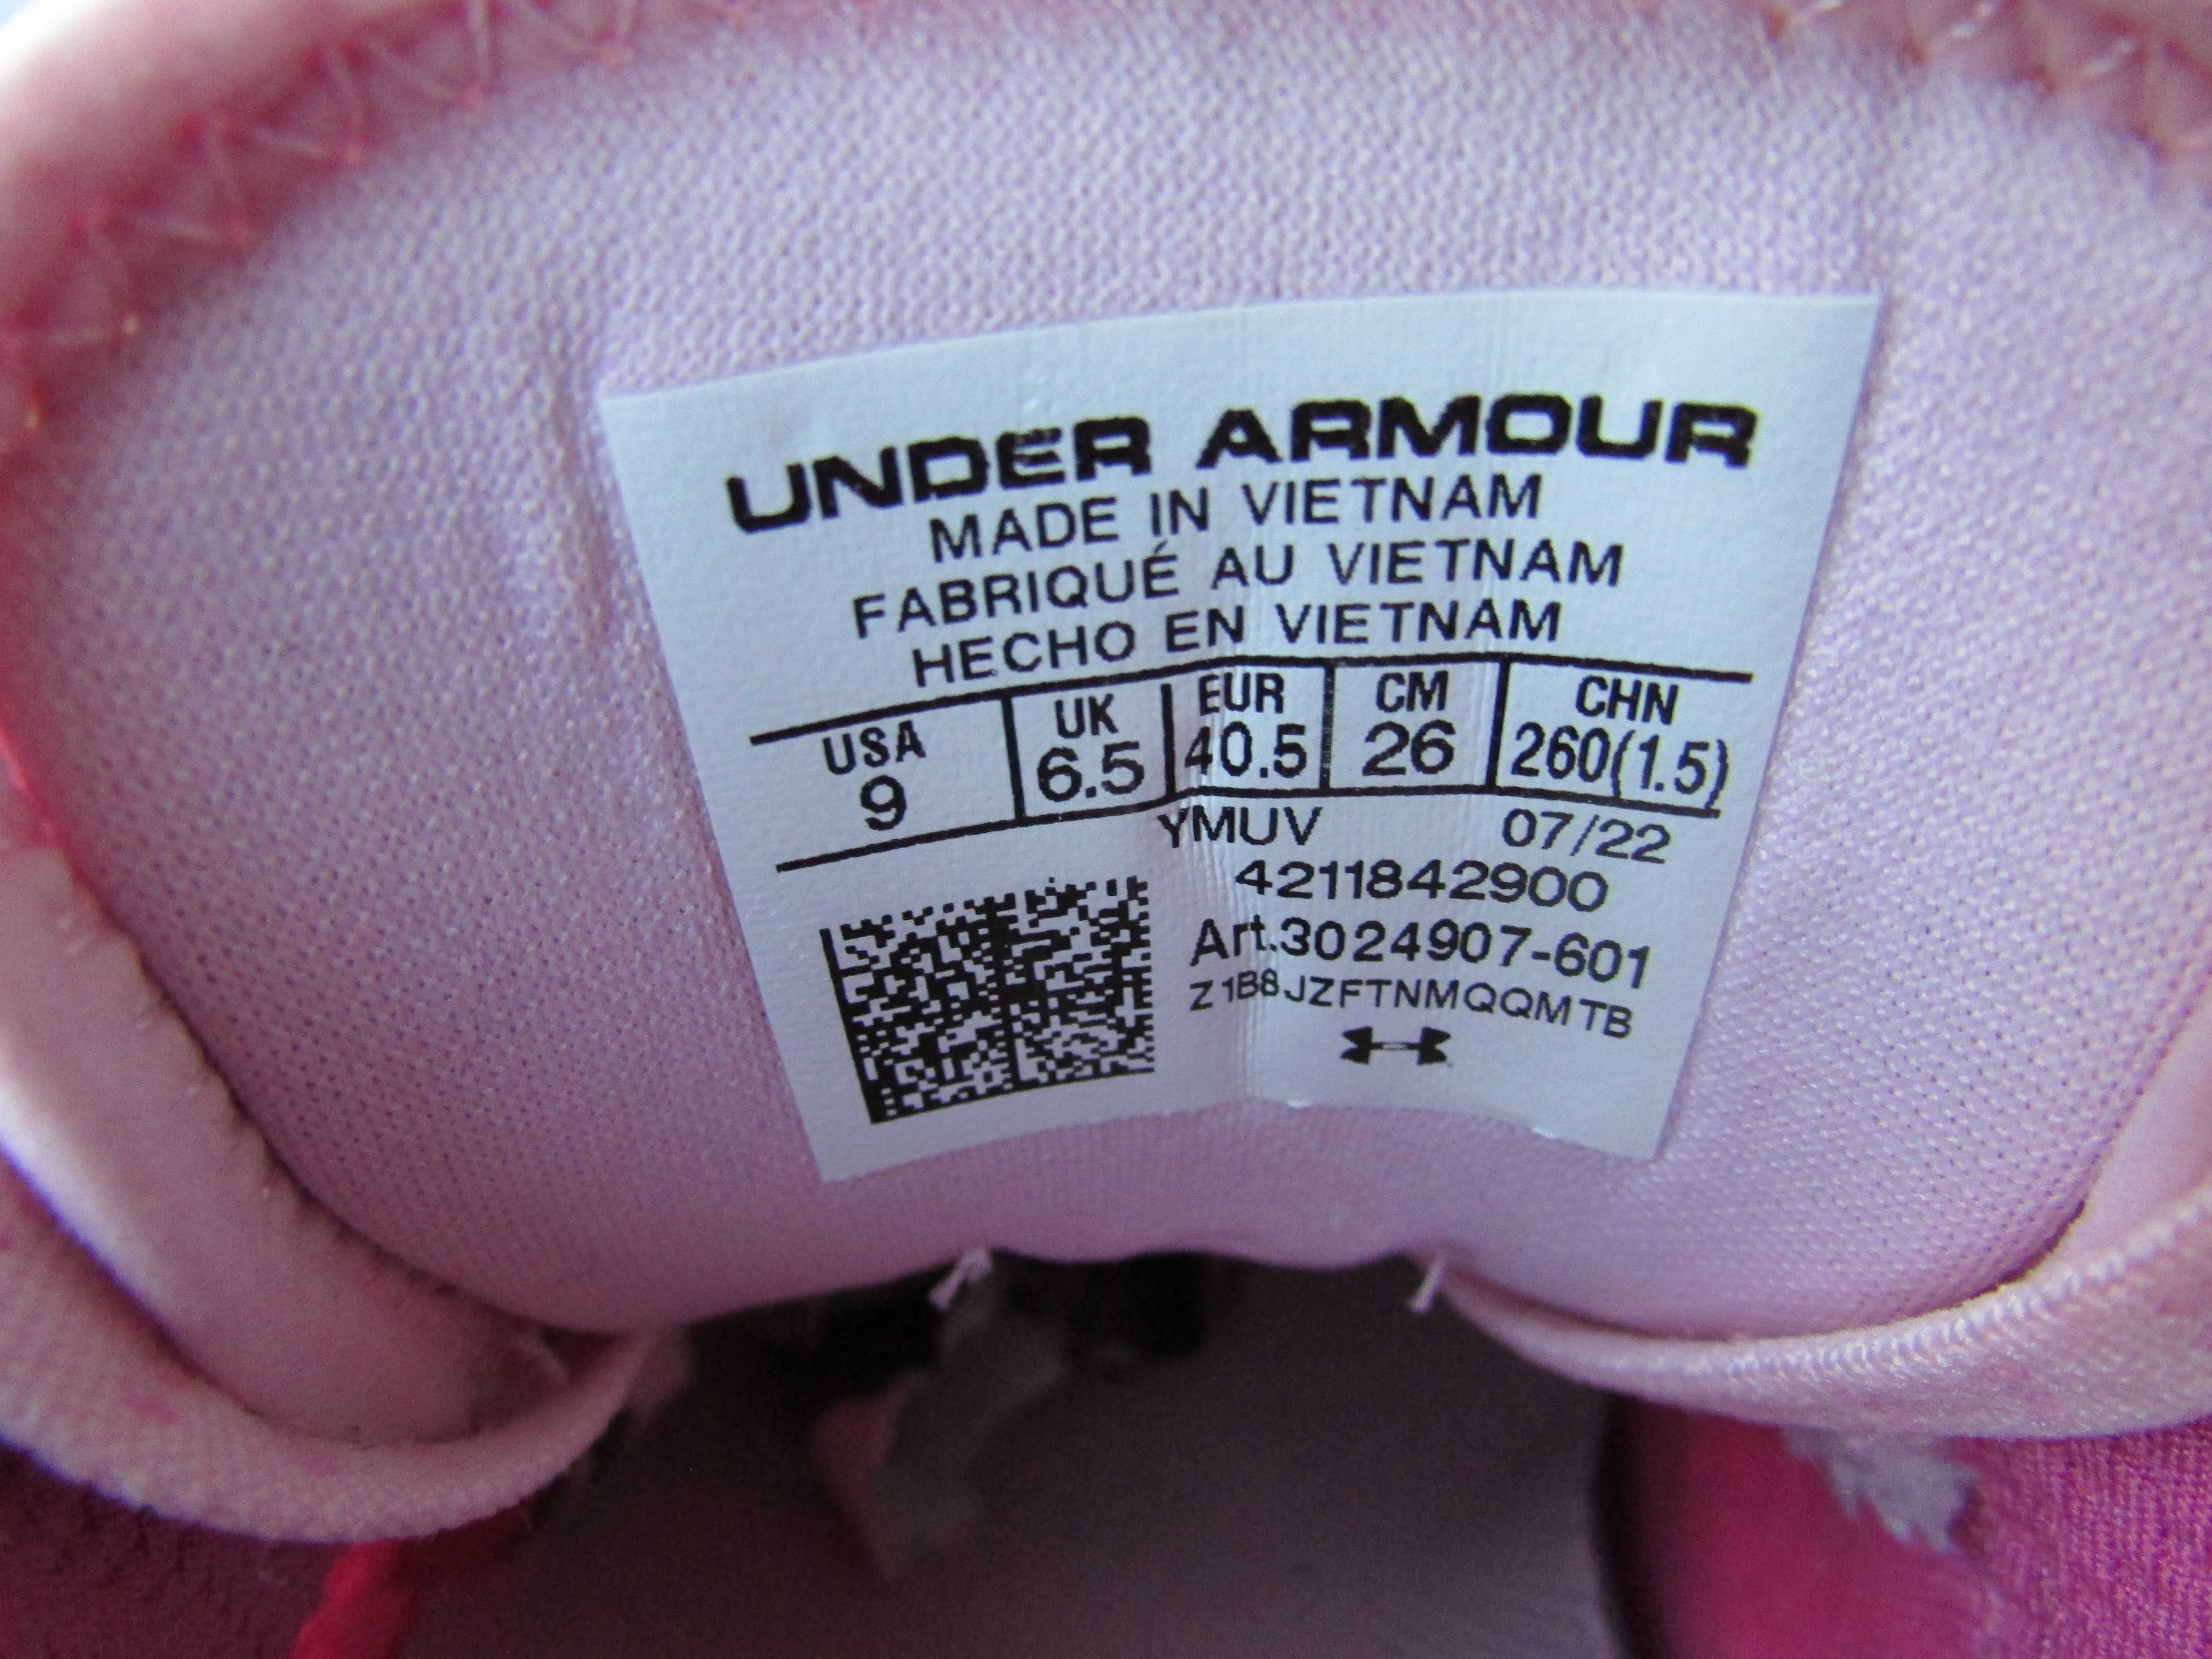 UNDER ARMOUR
MADE IN VIETNAM
FABRIQUÉ AU VIETNAM
HECHO EN VIETNAM
USA UK EUR CM CHN
9 6.5 40.5 26 260(1.5)
YMUV 07/22
4211842900
Art.3024907-601
Z1B8JZFTNMQQMTB